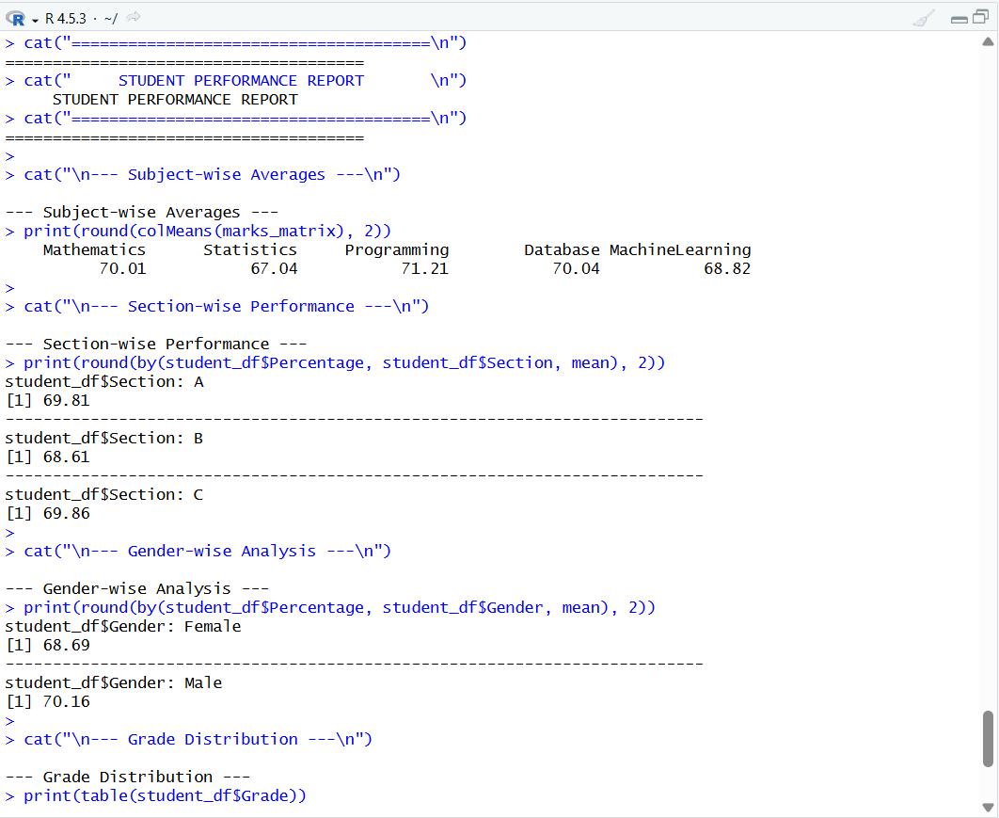 R 4.5.3 · ~/
> cat("======================================\n")
======================================
> cat("     STUDENT PERFORMANCE REPORT       \n")
     STUDENT PERFORMANCE REPORT
> cat("======================================\n")
======================================
>
> cat("\n--- Subject-wise Averages ---\n")

--- Subject-wise Averages ---
> print(round(colMeans(marks_matrix), 2))
    Mathematics      Statistics     Programming        Database MachineLearning
          70.01           67.04           71.21           70.04           68.82
>
> cat("\n--- Section-wise Performance ---\n")

--- Section-wise Performance ---
> print(round(by(student_df$Percentage, student_df$Section, mean), 2))
student_df$Section: A
[1] 69.81
--------------------------------------------------------------------------
student_df$Section: B
[1] 68.61
--------------------------------------------------------------------------
student_df$Section: C
[1] 69.86
>
> cat("\n--- Gender-wise Analysis ---\n")

--- Gender-wise Analysis ---
> print(round(by(student_df$Percentage, student_df$Gender, mean), 2))
student_df$Gender: Female
[1] 68.69
--------------------------------------------------------------------------
student_df$Gender: Male
[1] 70.16
>
> cat("\n--- Grade Distribution ---\n")

--- Grade Distribution ---
> print(table(student_df$Grade))